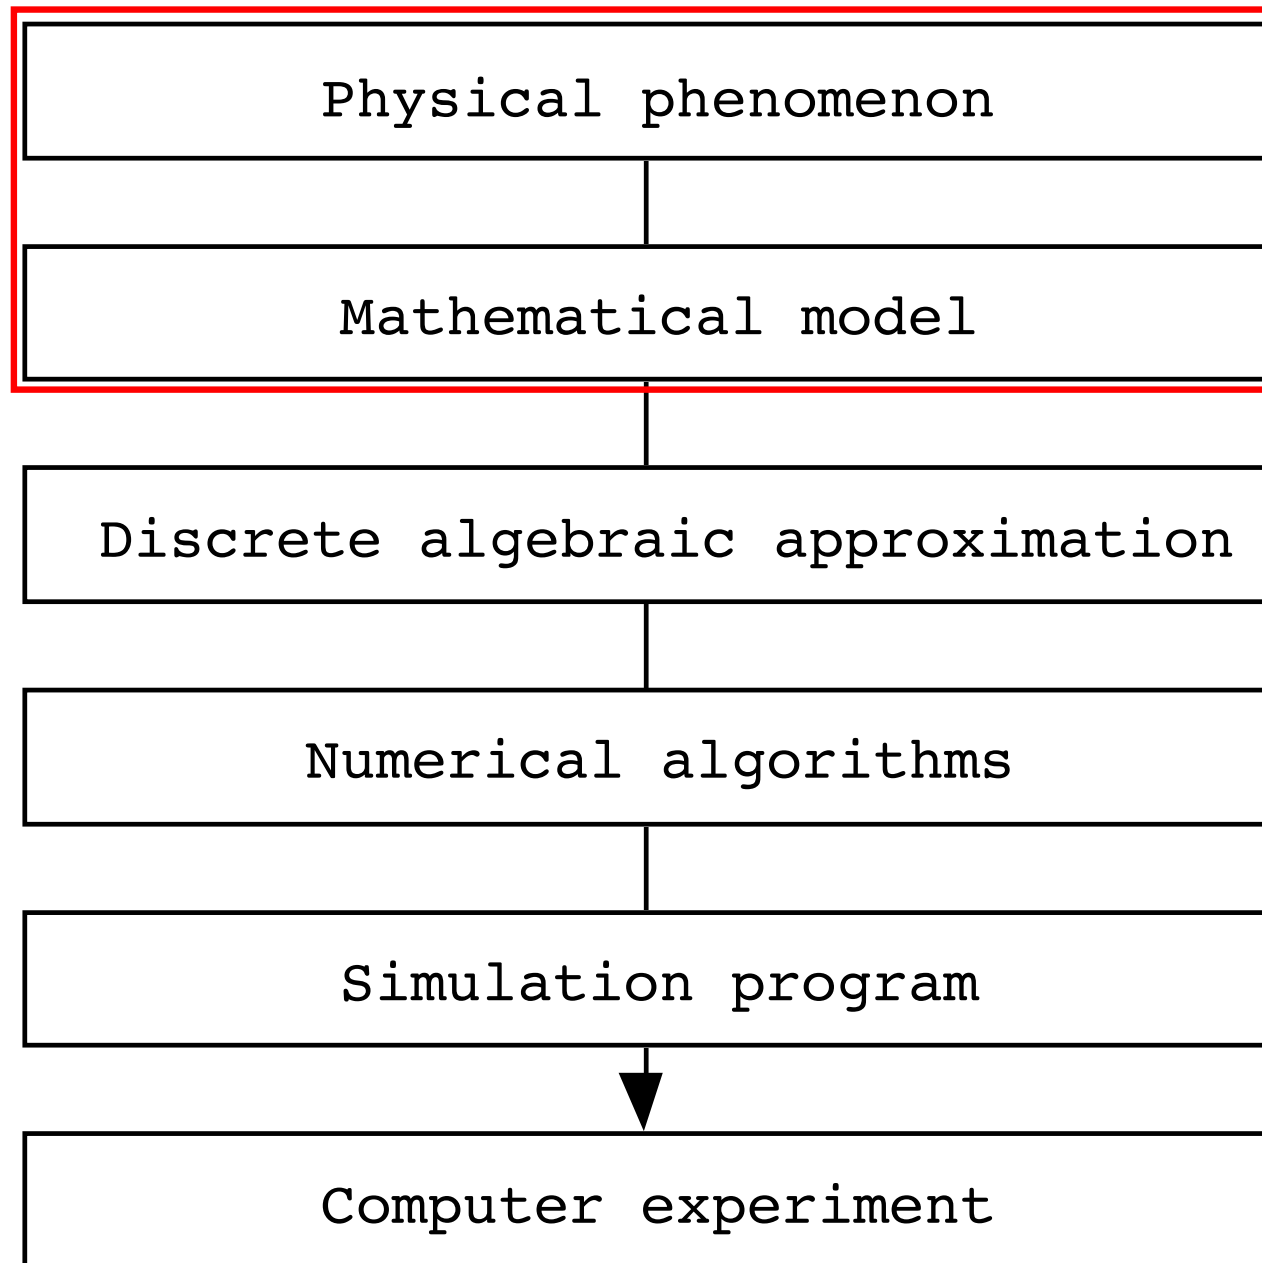 Physical phenomenon
Mathematical model
Discrete algebraic approximation
Numerical algorithms
Simulation program
Computer experiment